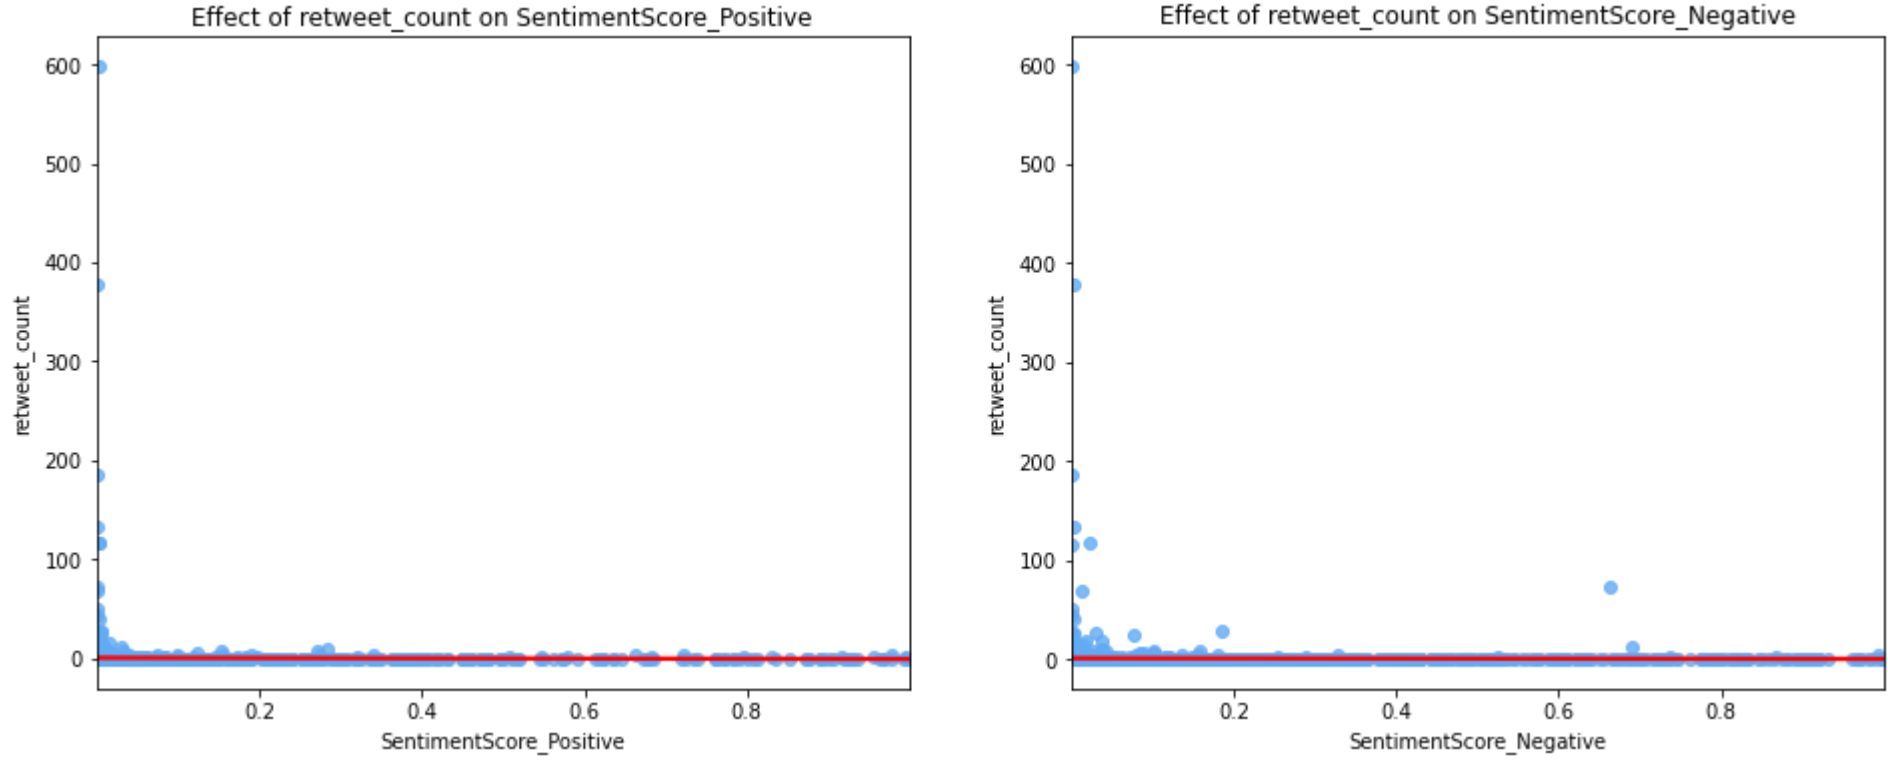 Effect of retweet_count on SentimentScore_Positive
600
500
400
300
200
100
0
retweet_count
0.2 0.4 0.6 0.8
SentimentScore_Positive
Effect of retweet_count on SentimentScore_Negative
600
500
400
300
200
100
0
retweet_count
0.2 0.4 0.6 0.8
SentimentScore_Negative